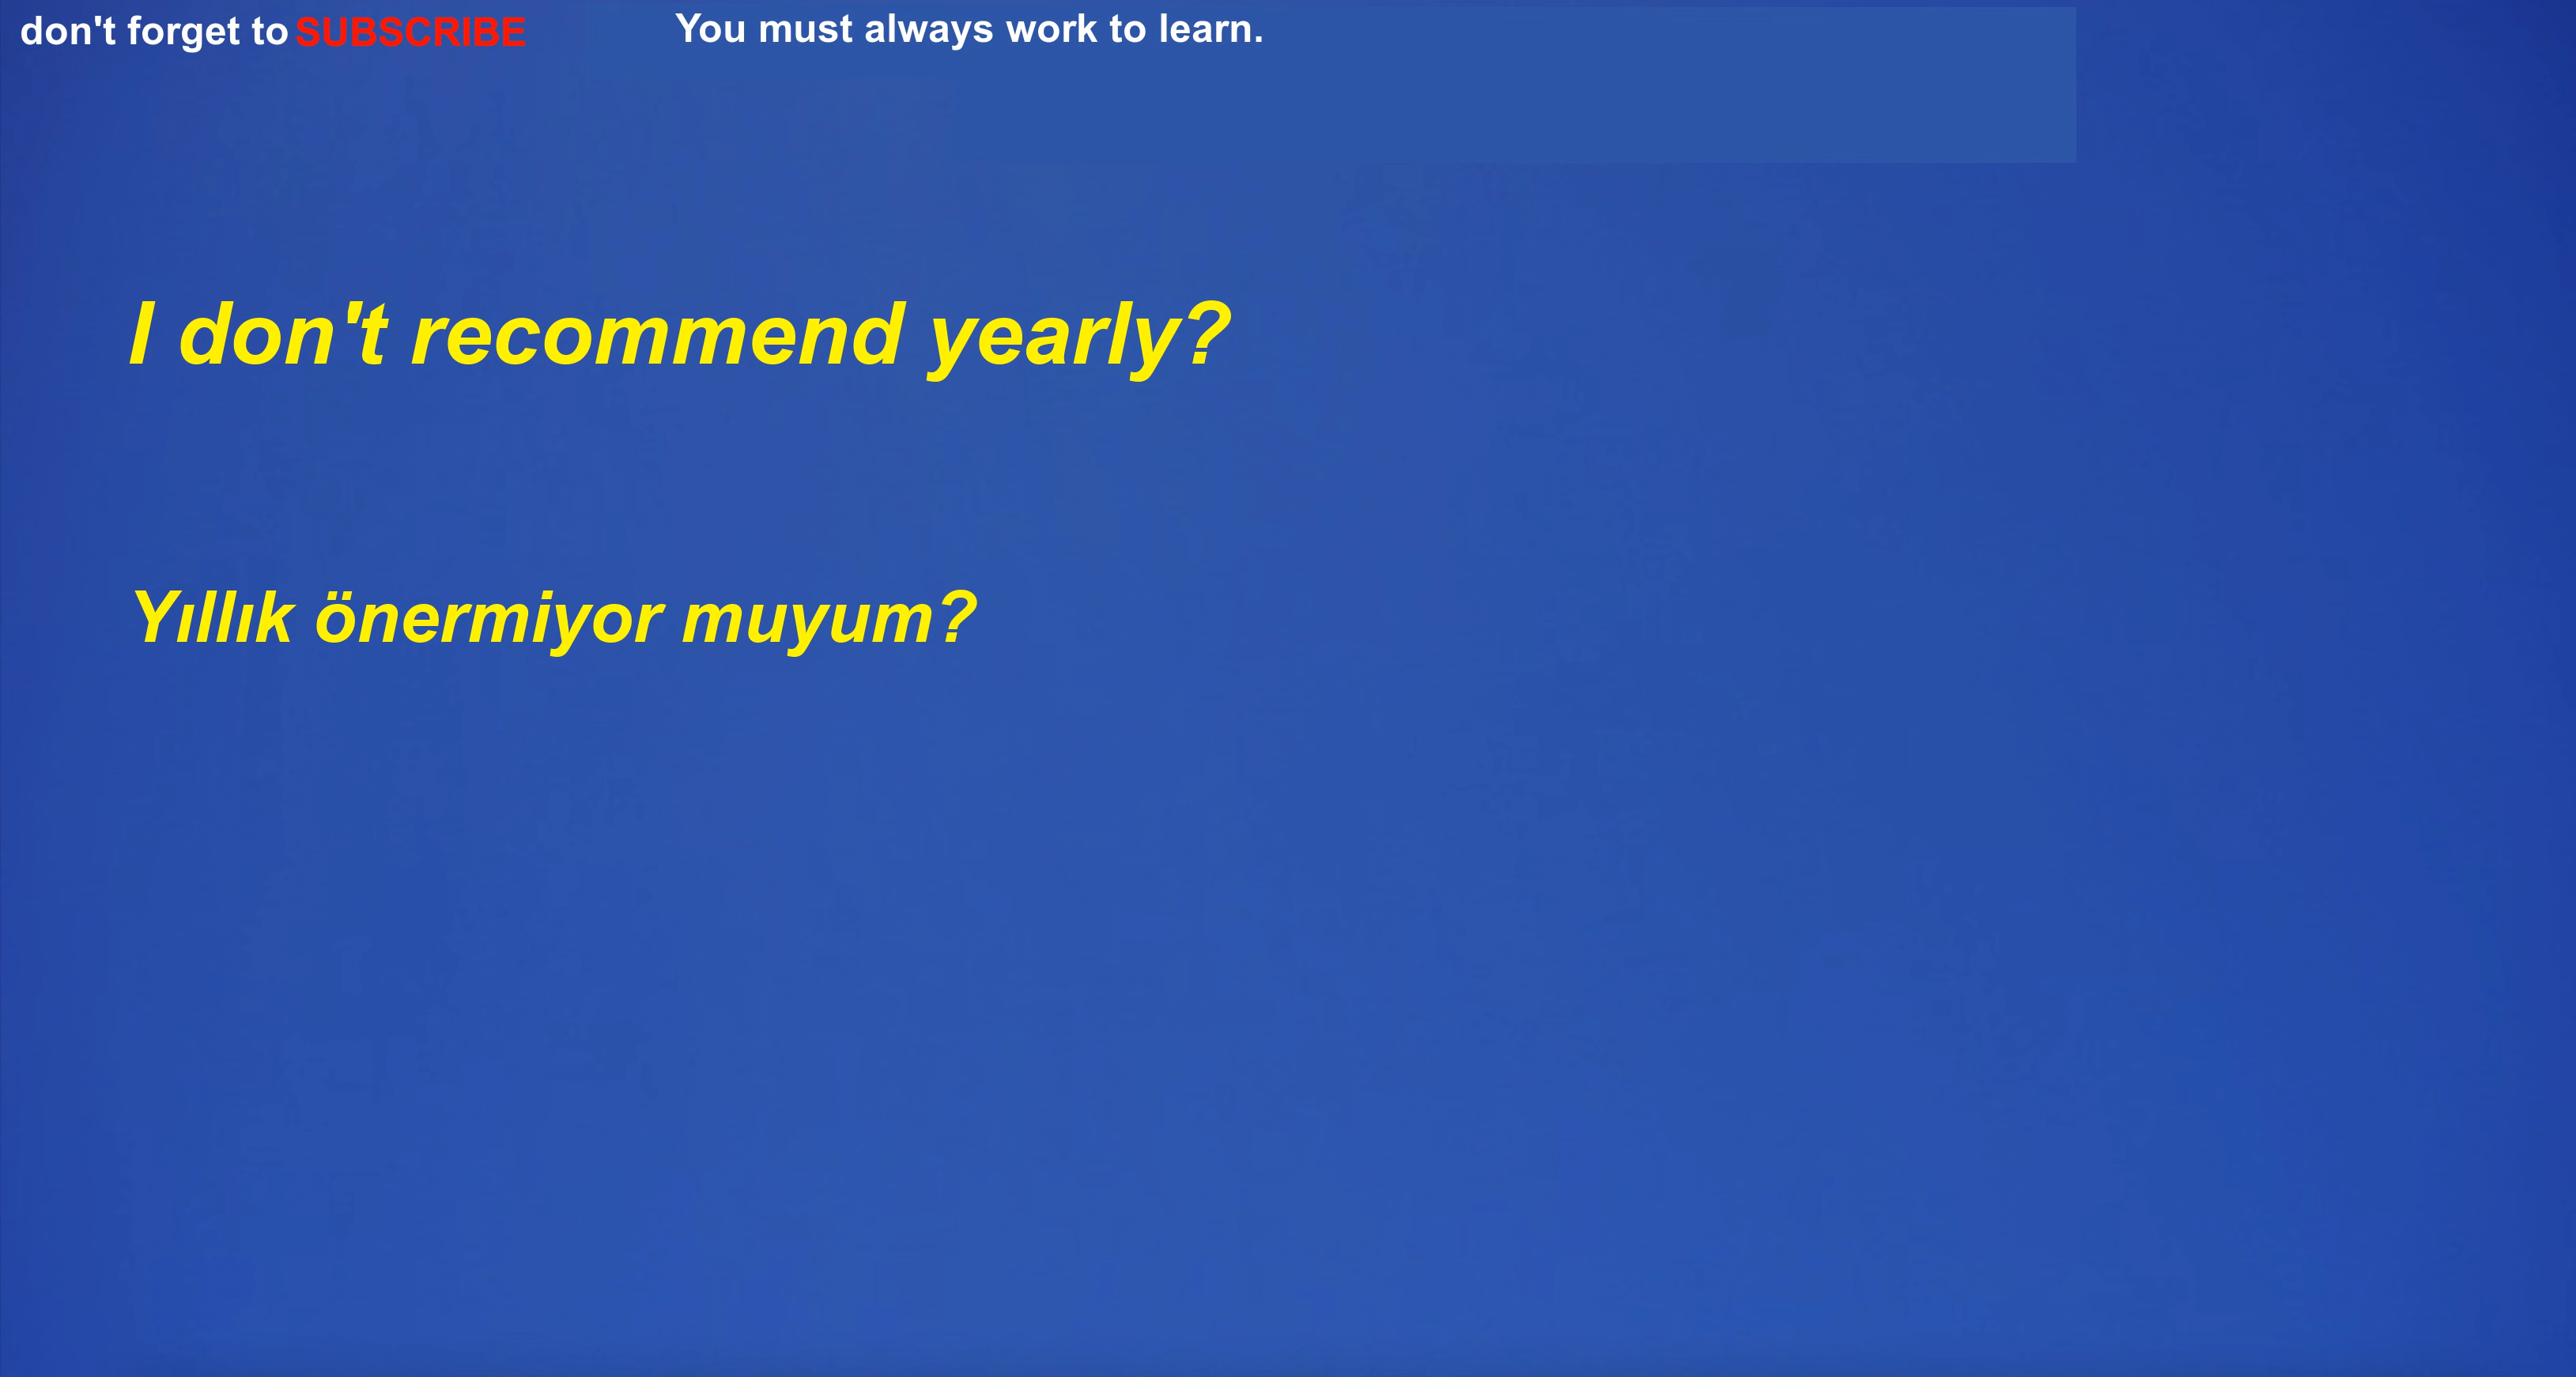 don't forget to SUBSCRIBE You must always work to learn.
I don't recommend yearly?
Yıllık önermiyor muyum?